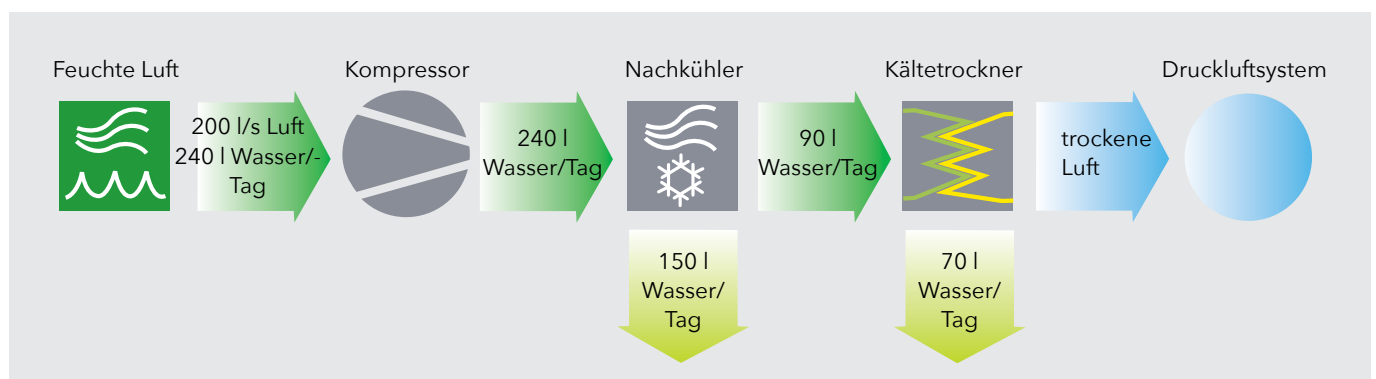 Feuchte Luft
Kompressor
Nachkühler
Kältetrockner
Druckluftsystem
200 l/s Luft
240 l Wasser/-
Tag
240 l
Wasser/Tag
90 l
Wasser/Tag
trockene
Luft
150 l
Wasser/
Tag
70 l
Wasser/
Tag